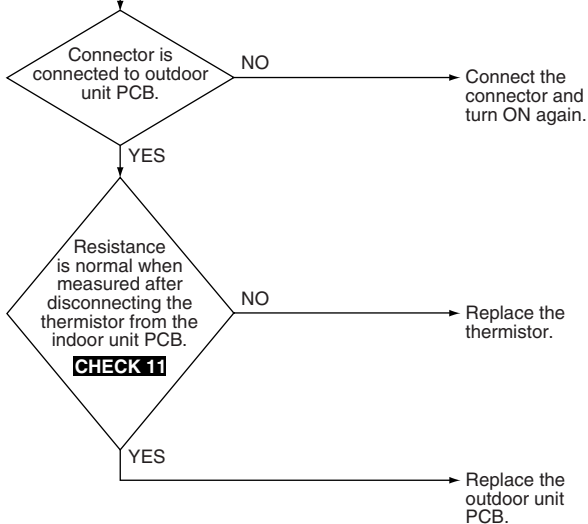 Connector is
connected to outdoor
unit PCB.
NO
Connect the
connector and
turn ON again.
YES
Resistance
is normal when
measured after
disconnecting the
thermistor from the
indoor unit PCB.
CHECK 11
NO
Replace the
thermistor.
YES
Replace the
outdoor unit
PCB.